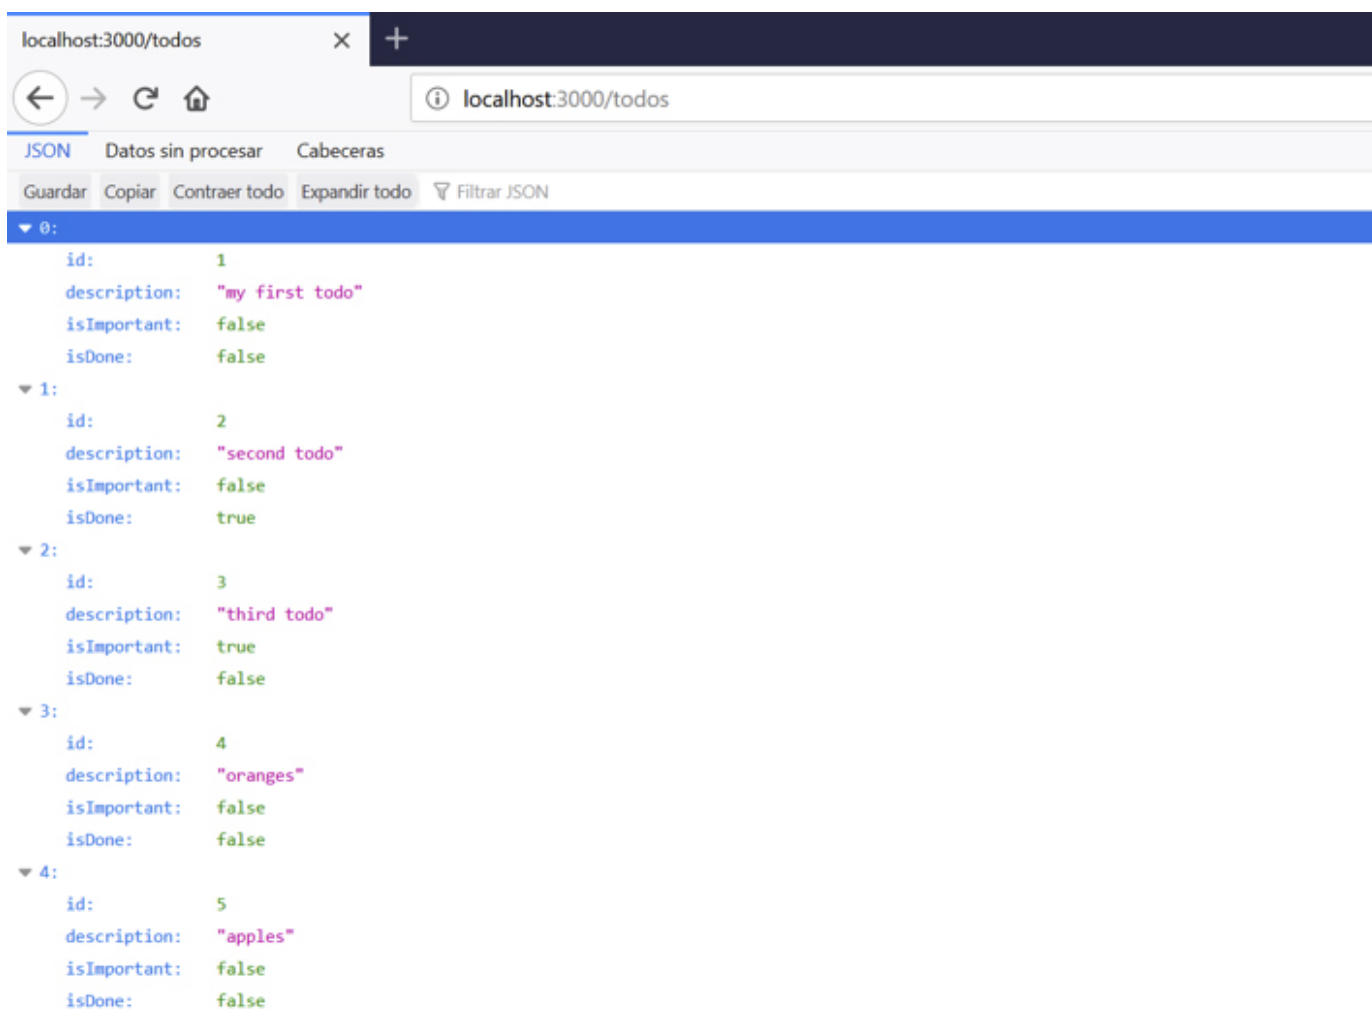 localhost:3000/todos
localhost:3000/todos
JSON Datos sin procesar Cabeceras
Guardar Copiar Contraer todo Expandir todo Filtrar JSON
0:
id: 1
description: "my first todo"
isImportant: false
isDone: false
1:
id: 2
description: "second todo"
isImportant: false
isDone: true
2:
id: 3
description: "third todo"
isImportant: true
isDone: false
3:
id: 4
description: "oranges"
isImportant: false
isDone: false
4:
id: 5
description: "apples"
isImportant: false
isDone: false